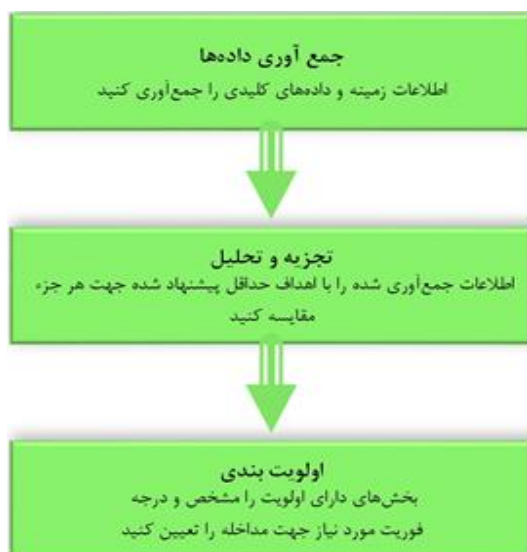 جمع آوری داده‌ها
اطلاعات زمینه و داده‌های کلیدی را جمع‌آوری کنید
تجزیه و تحلیل
اطلاعات جمع‌آوری شده را با اهداف حداقل پیشنهاد شده جهت هر جزء
مقایسه کنید
اولویت بندی
بخش‌های دارای اولویت را مشخص و درجه
فوریت مورد نیاز جهت مداخله را تعیین کنید